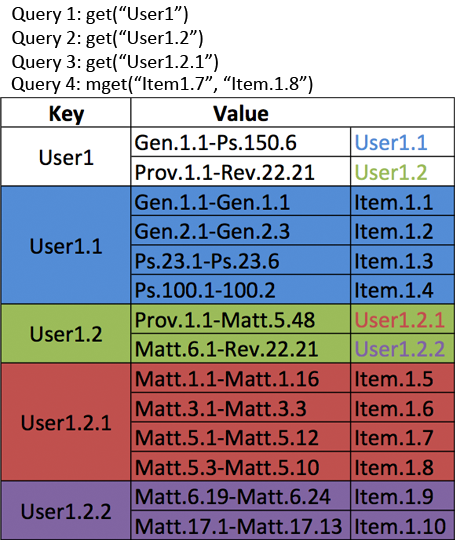 Query 1: get(“User1”)
Query 2: get(“User1.2”)
Query 3: get(“User1.2.1”)
Query 4: mget(“Item1.7”, “Item.1.8”)
Key Value
User1
Gen.1.1-Ps.150.6 User1.1
Prov.1.1-Rev.22.21 User1.2
User1.1
Gen.1.1-Gen.1.1 Item.1.1
Gen.2.1-Gen.2.3 Item.1.2
Ps.23.1-Ps.23.6 Item.1.3
Ps.100.1-100.2 Item.1.4
User1.2
Prov.1.1-Matt.5.48 User1.2.1
Matt.6.1-Rev.22.21 User1.2.2
User1.2.1
Matt.1.1-Matt.1.16 Item.1.5
Matt.3.1-Matt.3.3 Item.1.6
Matt.5.1-Matt.5.12 Item.1.7
Matt.5.3-Matt.5.10 Item.1.8
User1.2.2
Matt.6.19-Matt.6.24 Item.1.9
Matt.17.1-Matt.17.13 Item.1.10